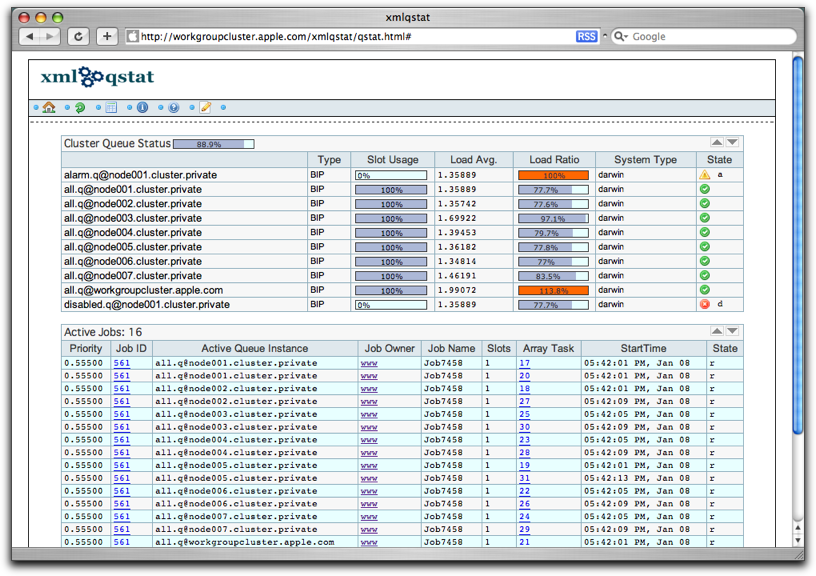 xmlqstat
http://workgroupcluster.apple.com/xmlqstat/qstat.html# RSS Google
xml qstat
Cluster Queue Status 88.9%
Type Slot Usage Load Avg. Load Ratio System Type State
alarm.q@node001.cluster.private BIP 0% 1.35889 100% darwin a
all.q@node001.cluster.private BIP 100% 1.35889 77.7% darwin
all.q@node002.cluster.private BIP 100% 1.35742 77.6% darwin
all.q@node003.cluster.private BIP 100% 1.69922 97.1% darwin
all.q@node004.cluster.private BIP 100% 1.39453 79.7% darwin
all.q@node005.cluster.private BIP 100% 1.36182 77.8% darwin
all.q@node006.cluster.private BIP 100% 1.34814 77% darwin
all.q@node007.cluster.private BIP 100% 1.46191 83.5% darwin
all.q@workgroupcluster.apple.com BIP 100% 1.99072 113.8% darwin
disabled.q@node001.cluster.private BIP 0% 1.35889 77.7% darwin d
Active Jobs: 16
Priority Job ID Active Queue Instance Job Owner Job Name Slots Array Task StartTime State
0.55500 561 all.q@node001.cluster.private www Job7458 1 17 05:42:01 PM, Jan 08 r
0.55500 561 all.q@node001.cluster.private www Job7458 1 20 05:42:01 PM, Jan 08 r
0.55500 561 all.q@node002.cluster.private www Job7458 1 18 05:42:01 PM, Jan 08 r
0.55500 561 all.q@node002.cluster.private www Job7458 1 27 05:42:09 PM, Jan 08 r
0.55500 561 all.q@node003.cluster.private www Job7458 1 25 05:42:05 PM, Jan 08 r
0.55500 561 all.q@node003.cluster.private www Job7458 1 30 05:42:09 PM, Jan 08 r
0.55500 561 all.q@node004.cluster.private www Job7458 1 23 05:42:05 PM, Jan 08 r
0.55500 561 all.q@node004.cluster.private www Job7458 1 28 05:42:09 PM, Jan 08 r
0.55500 561 all.q@node005.cluster.private www Job7458 1 19 05:42:01 PM, Jan 08 r
0.55500 561 all.q@node005.cluster.private www Job7458 1 31 05:42:13 PM, Jan 08 r
0.55500 561 all.q@node006.cluster.private www Job7458 1 22 05:42:05 PM, Jan 08 r
0.55500 561 all.q@node006.cluster.private www Job7458 1 26 05:42:09 PM, Jan 08 r
0.55500 561 all.q@node007.cluster.private www Job7458 1 24 05:42:05 PM, Jan 08 r
0.55500 561 all.q@node007.cluster.private www Job7458 1 29 05:42:09 PM, Jan 08 r
0.55500 561 all.q@workgroupcluster.apple.com www Job7458 1 21 05:42:01 PM, Jan 08 r